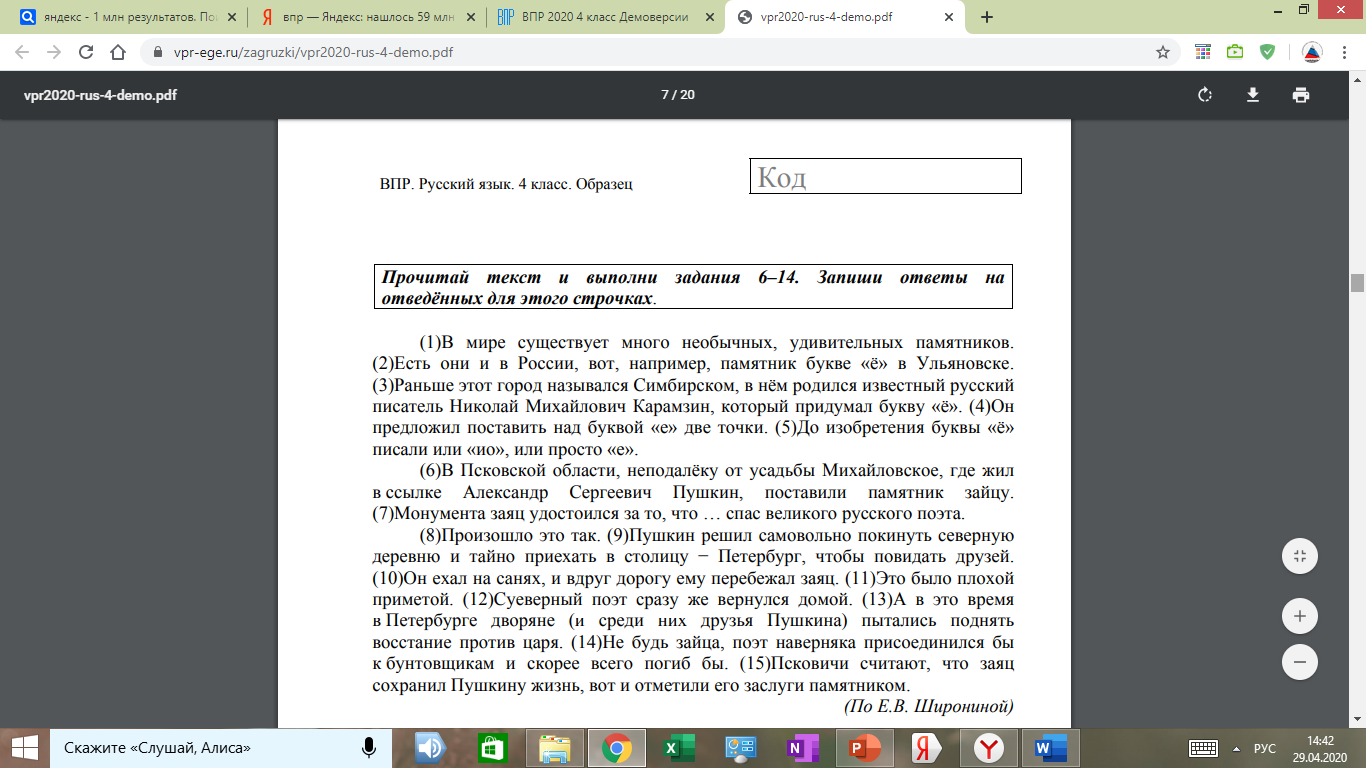 яндекс - 1 млн результатов. Пои
впр — Яндекс: нашлось 59 млн
ВПР 2020 4 класс Демоверсии
vpr2020-rus-4-demo.pdf
vpr-ege.ru/zagruzki/vpr2020-rus-4-demo.pdf
vpr2020-rus-4-demo.pdf
7 / 20
ВПР. Русский язык. 4 класс. Образец
Код
Прочитай текст и выполни задания 6–14. Запиши ответы на
отведённых для этого строчках.
(1)В мире существует много необычных, удивительных памятников.
(2)Есть они и в России, вот, например, памятник букве «ё» в Ульяновске.
(3)Раньше этот город назывался Симбирском, в нём родился известный русский
писатель Николай Михайлович Карамзин, который придумал букву «ё». (4)Он
предложил поставить над буквой «е» две точки. (5)До изобретения буквы «ё»
писали или «ио», или просто «е».
(6)В Псковской области, неподалёку от усадьбы Михайловское, где жил
в ссылке Александр Сергеевич Пушкин, поставили памятник зайцу.
(7)Монумента заяц удостоился за то, что … спас великого русского поэта.
(8)Произошло это так. (9)Пушкин решил самовольно покинуть северную
деревню и тайно приехать в столицу − Петербург, чтобы повидать друзей.
(10)Он ехал на санях, и вдруг дорогу ему перебежал заяц. (11)Это было плохой
приметой. (12)Суеверный поэт сразу же вернулся домой. (13)А в это время
в Петербурге дворяне (и среди них друзья Пушкина) пытались поднять
восстание против царя. (14)Не будь зайца, поэт наверняка присоединился бы
к бунтовщикам и скорее всего погиб бы. (15)Псковичи считают, что заяц
сохранил Пушкину жизнь, вот и отметили его заслуги памятником.
(По Е.В. Широниной)
Скажите «Слушай, Алиса»
РУС
14:42
29.04.2020